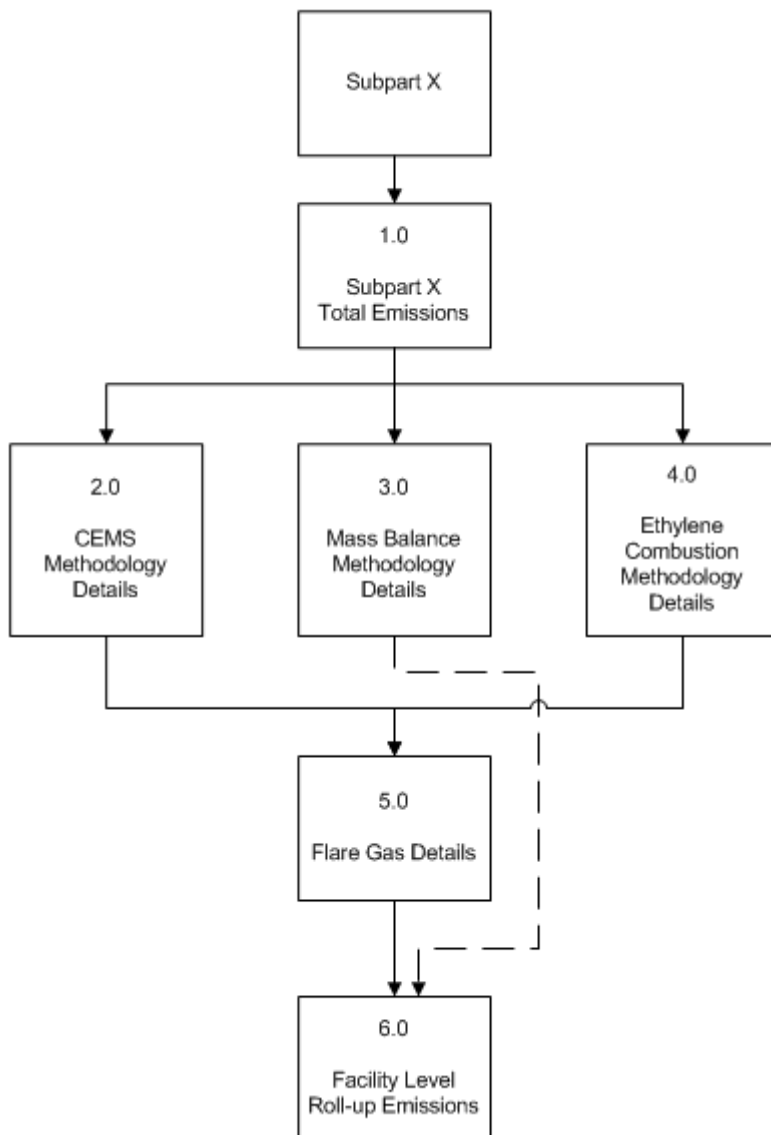 Subpart X
1.0
Subpart X
Total Emissions
2.0
CEMS
Methodology
Details
3.0
Mass Balance
Methodology
Details
4.0
Ethylene
Combustion
Methodology
Details
5.0
Flare Gas Details
6.0
Facility Level
Roll-up Emissions